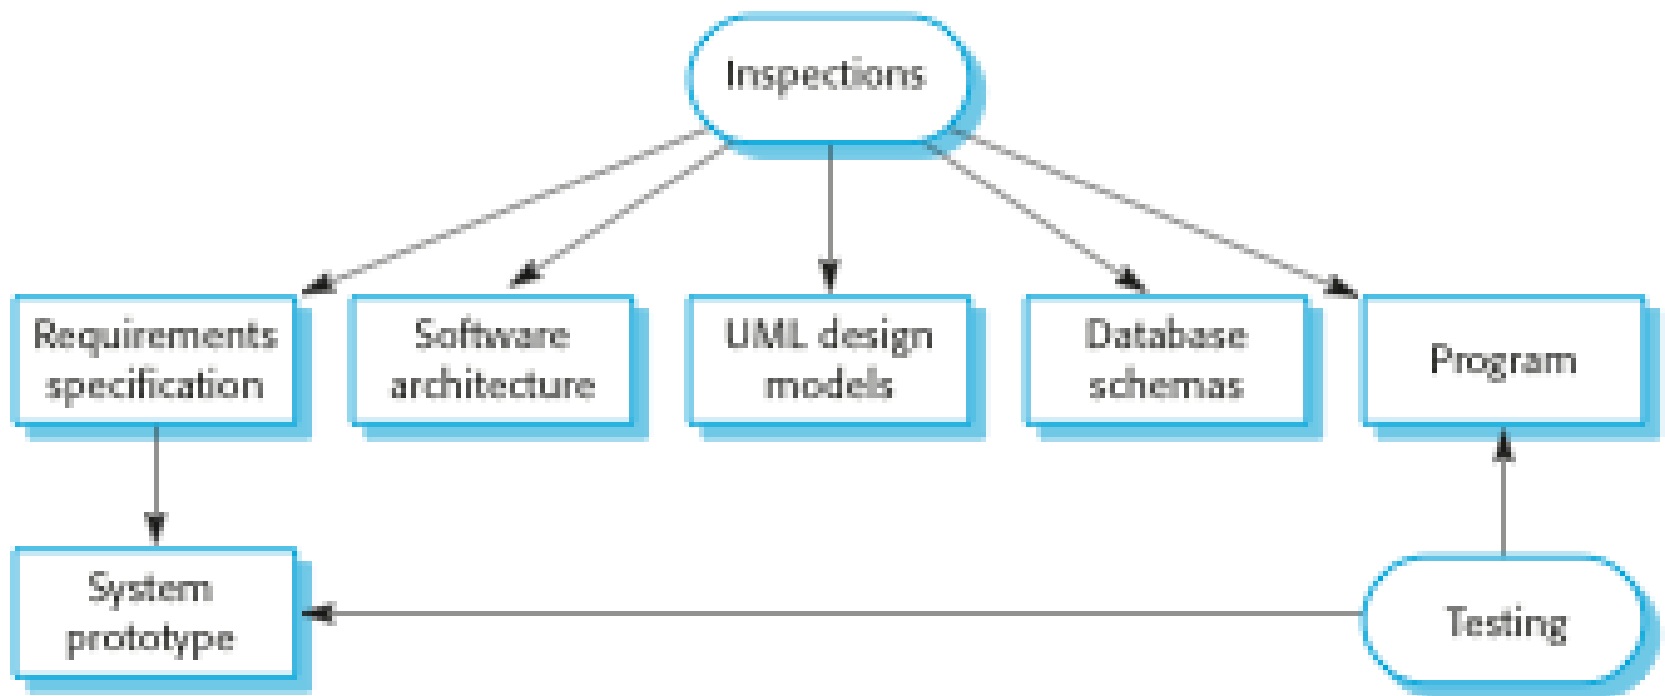 Inspections
Requirements
specification
Software
architecture
UML design
models
Database
schemas
Program
System
prototype
Testing